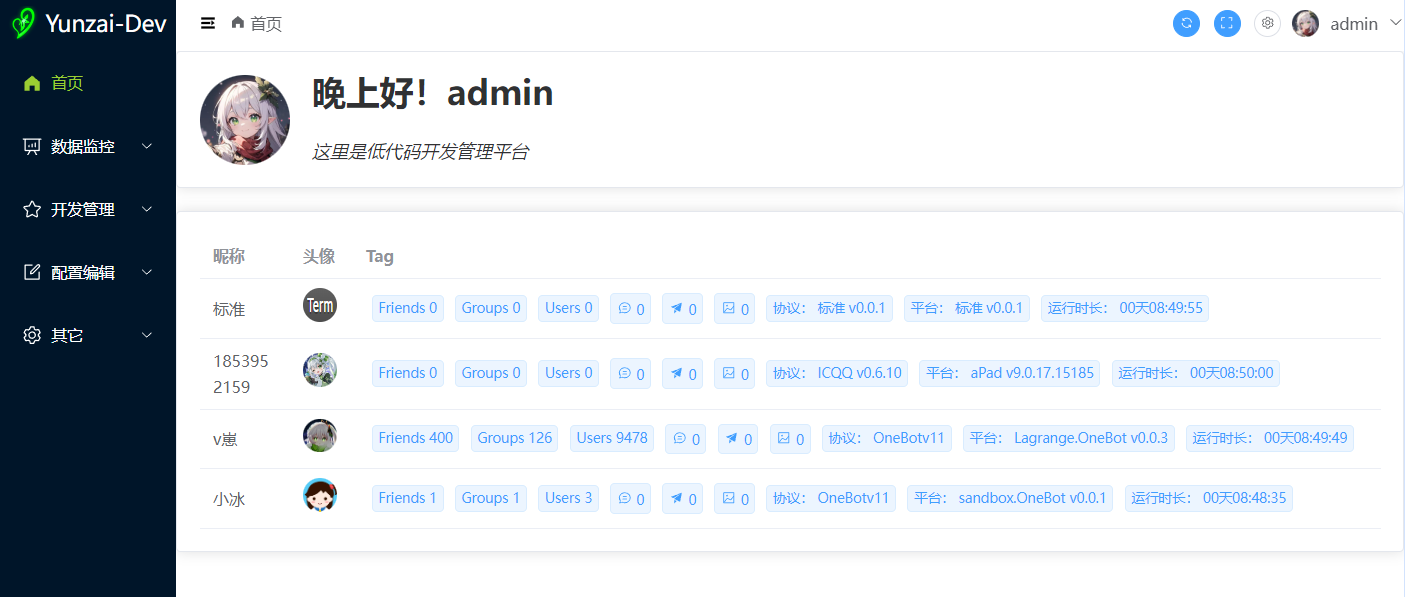 Yunzai-Dev
首页
admin
首页
数据监控
开发管理
配置编辑
其它
晚上好！admin
这里是低代码开发管理平台
昵称 头像 Tag
标准 Term Friends 0 Groups 0 Users 0 0 0 0 协议： 标准 v0.0.1 平台： 标准 v0.0.1 运行时长： 00天08:49:55
185395
2159
Friends 0 Groups 0 Users 0 0 0 0 协议： ICQQ v0.6.10 平台： aPad v9.0.17.15185 运行时长： 00天08:50:00
v崽 Friends 400 Groups 126 Users 9478 0 0 0 协议： OneBotv11 平台： Lagrange.OneBot v0.0.3 运行时长： 00天08:49:49
小冰 Friends 1 Groups 1 Users 3 0 0 0 协议： OneBotv11 平台： sandbox.OneBot v0.0.1 运行时长： 00天08:48:35